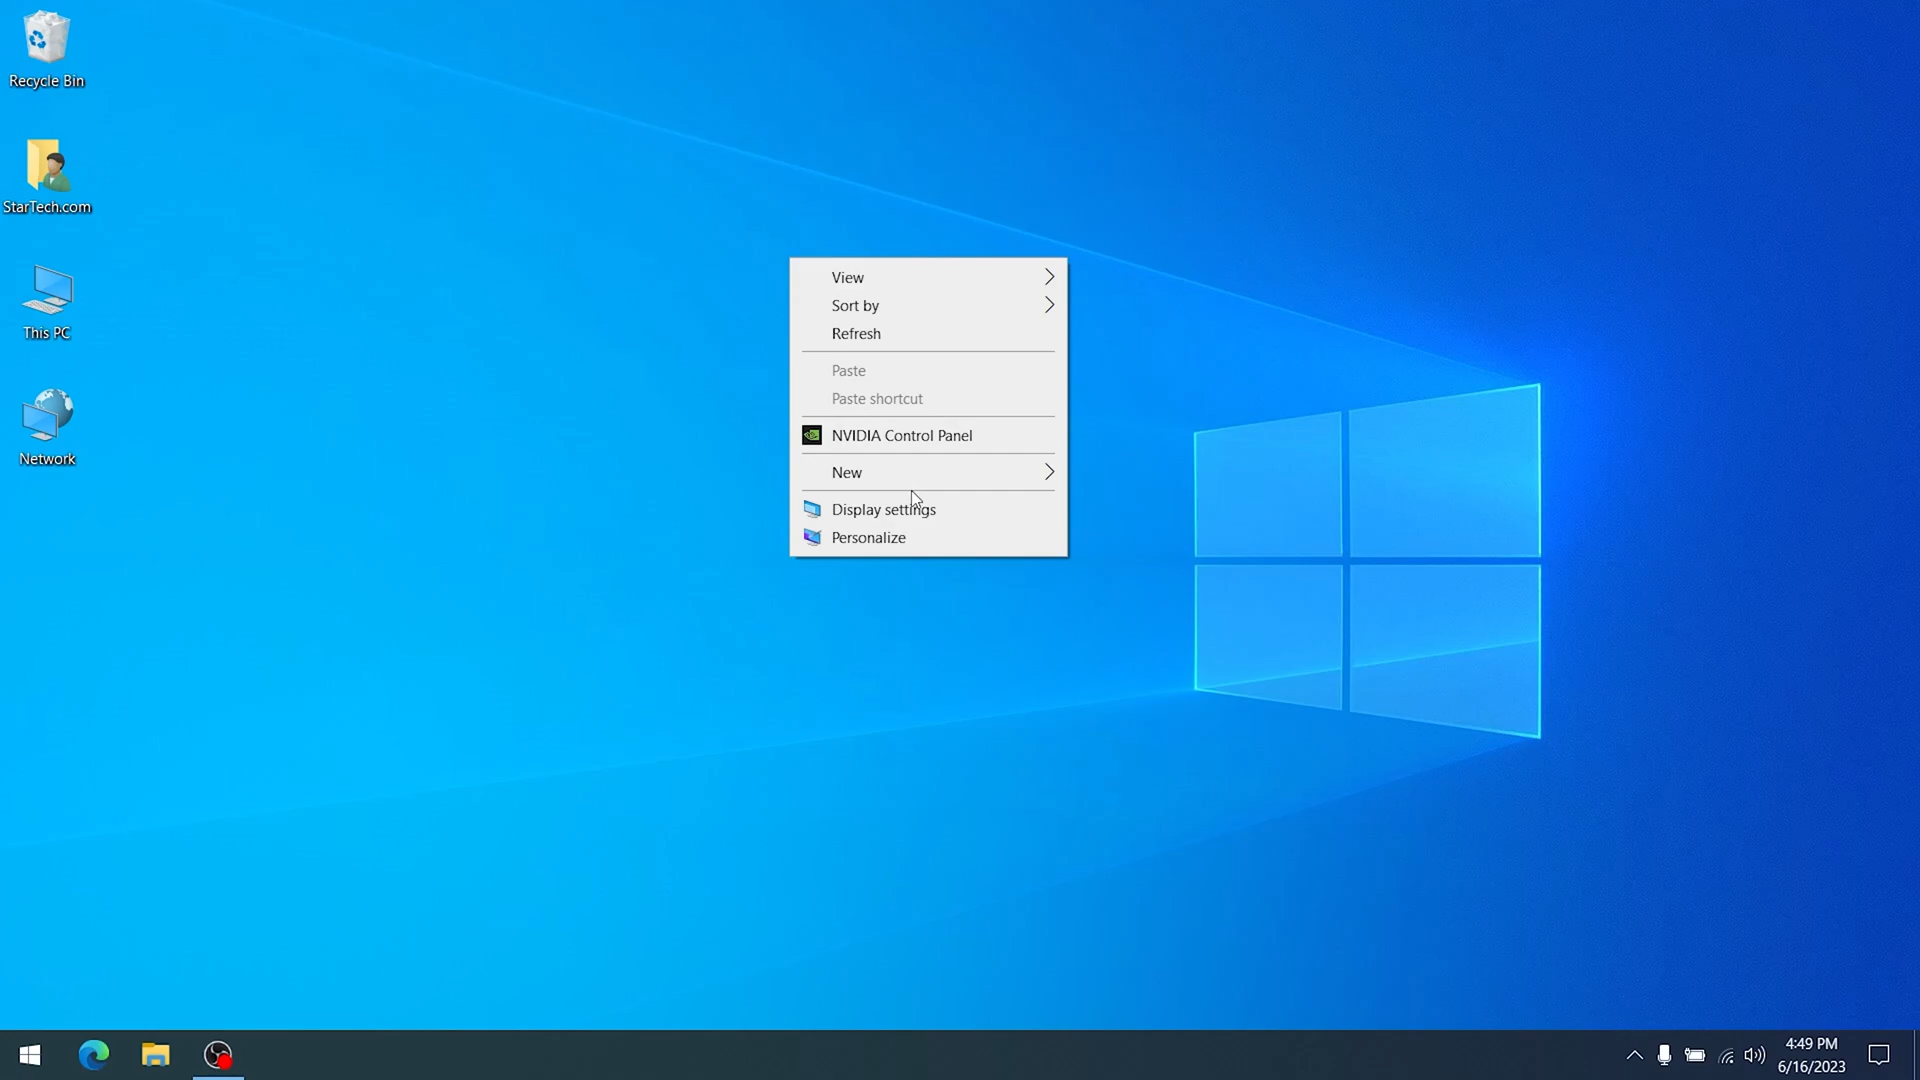 Recycle Bin
StarTech.com
This PC
Network
View
Sort by
Refresh
Paste
Paste shortcut
NVIDIA Control Panel
New
Display settings
Personalize
4:49 PM
6/16/2023